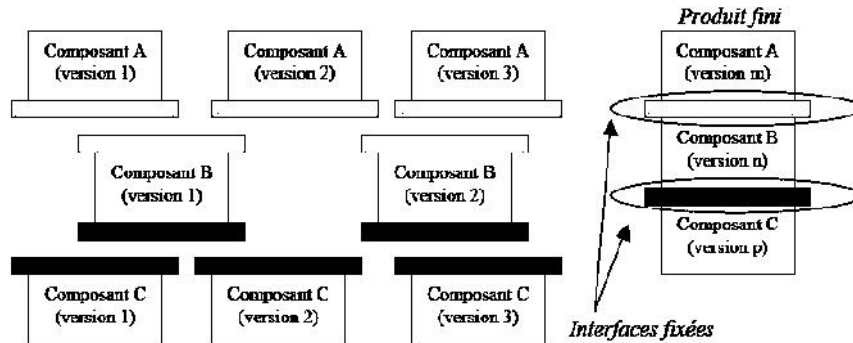 Produit fini
Composant A
(version 1)
Composant A
(version 2)
Composant A
(version 3)
Composant A
(version m)
Composant B
(version 1)
Composant B
(version 2)
Composant B
(version n)
Composant C
(version 1)
Composant C
(version 2)
Composant C
(version 3)
Composant C
(version p)
Interfaces fixées